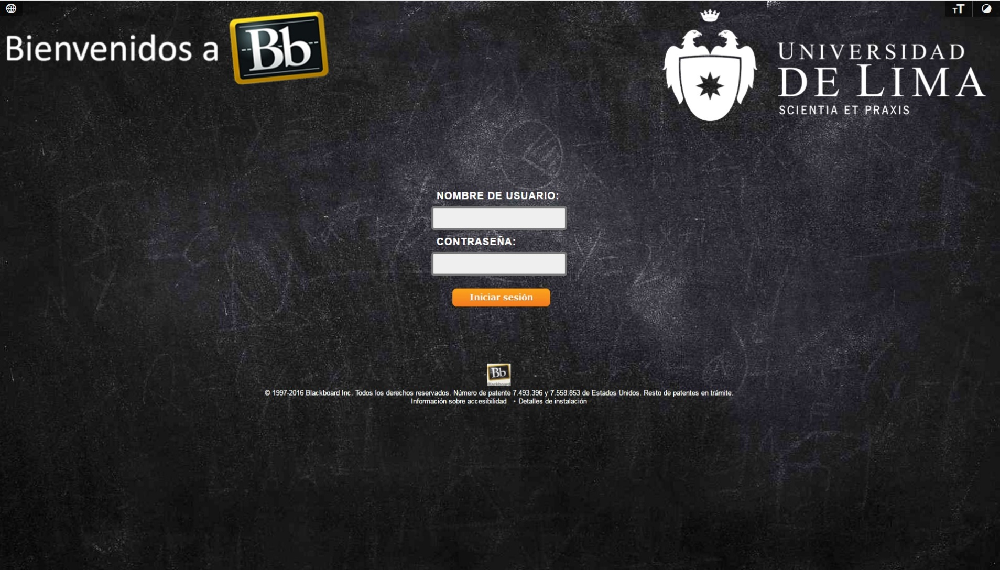 Bienvenidos a Bb
UNIVERSIDAD
DE LIMA
SCIENTIA ET PRAXIS
TT
NOMBRE DE USUARIO:
CONTRASEÑA:
Iniciar sesión
Bb
Blackboard
© 1997-2016 Blackboard Inc. Todos los derechos reservados. Número de patente 7.493.396 y 7.558.853 de Estados Unidos. Resto de patentes en trámite.
Información sobre accesibilidad • Detalles de instalación